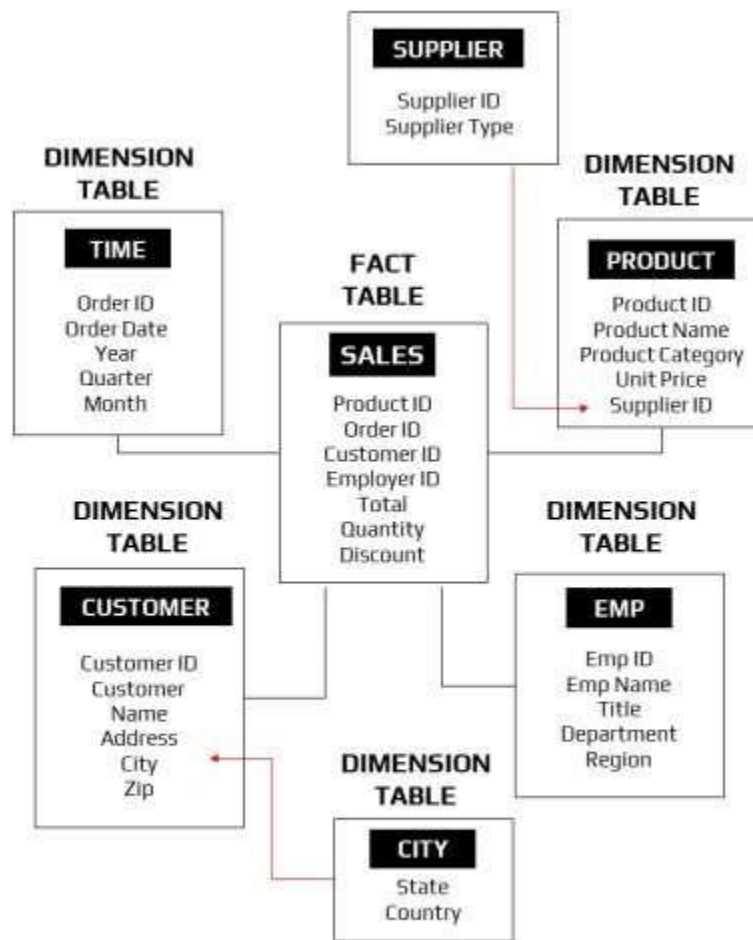 SUPPLIER
Supplier ID
Supplier Type
DIMENSION
TABLE
TIME
Order ID
Order Date
Year
Quarter
Month
FACT
TABLE
SALES
Product ID
Order ID
Customer ID
Employer ID
Total
Quantity
Discount
DIMENSION
TABLE
PRODUCT
Product ID
Product Name
Product Category
Unit Price
Supplier ID
DIMENSION
TABLE
CUSTOMER
Customer ID
Customer
Name
Address
City
Zip
DIMENSION
TABLE
CITY
State
Country
DIMENSION
TABLE
EMP
Emp ID
Emp Name
Title
Department
Region